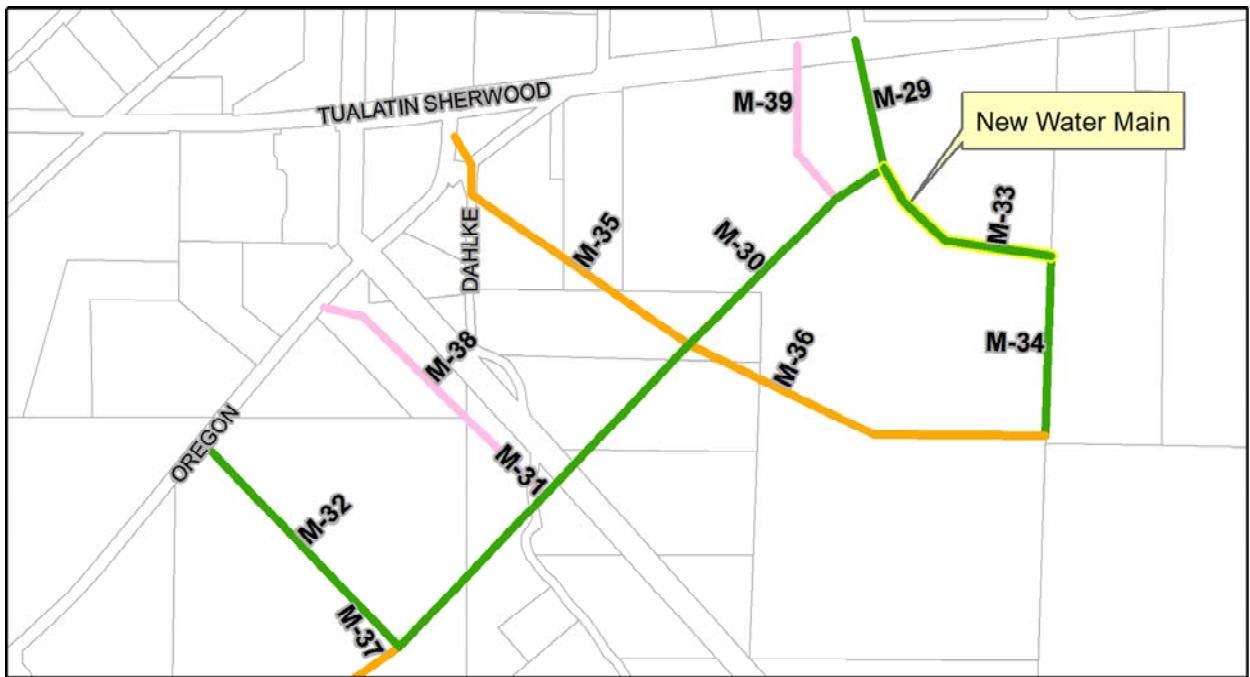 TUALATIN SHERWOOD
M-39
M-29
New Water Main
M-33
M-35
DAHLKE
M-30
M-34
M-38
M-36
OREGON
M-31
M-32
M-37